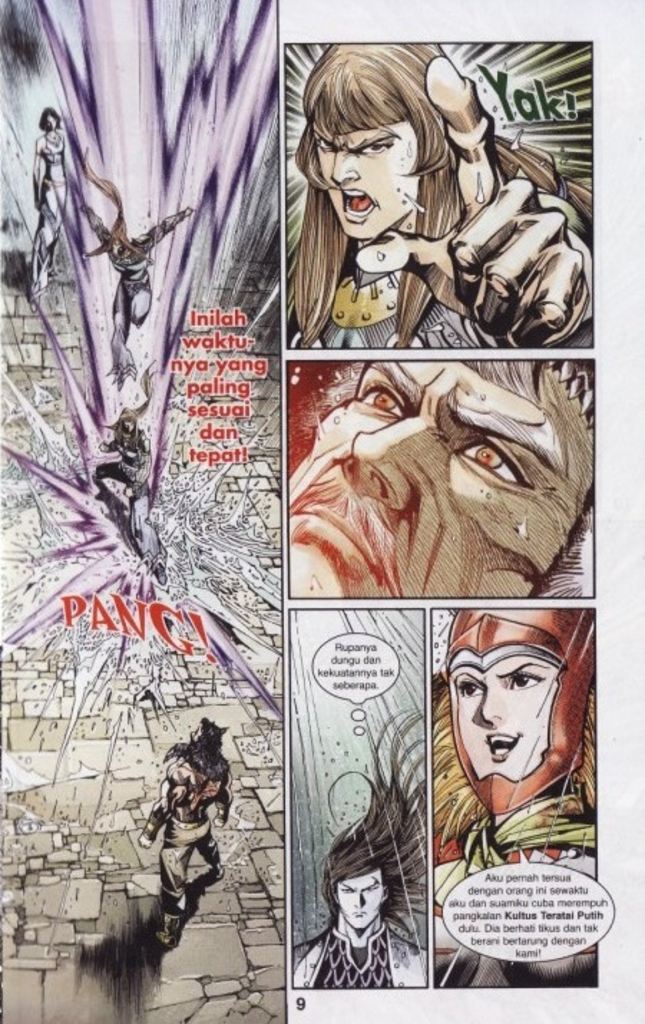 Inilah
waktu-
nya yang
paling
sesuai
dan
tepat!
PANG!
Yak!
Rupanya
dungu dan
kekuatannya tak
seberapa.
Aku pernah tersua
dengan orang ini sewaktu
aku dan suamiku cuba merempuh
pangkalan Kultus Teratai Putih
dulu. Dia berhati tikus dan tak
berani bertarung dengan
kami!
9